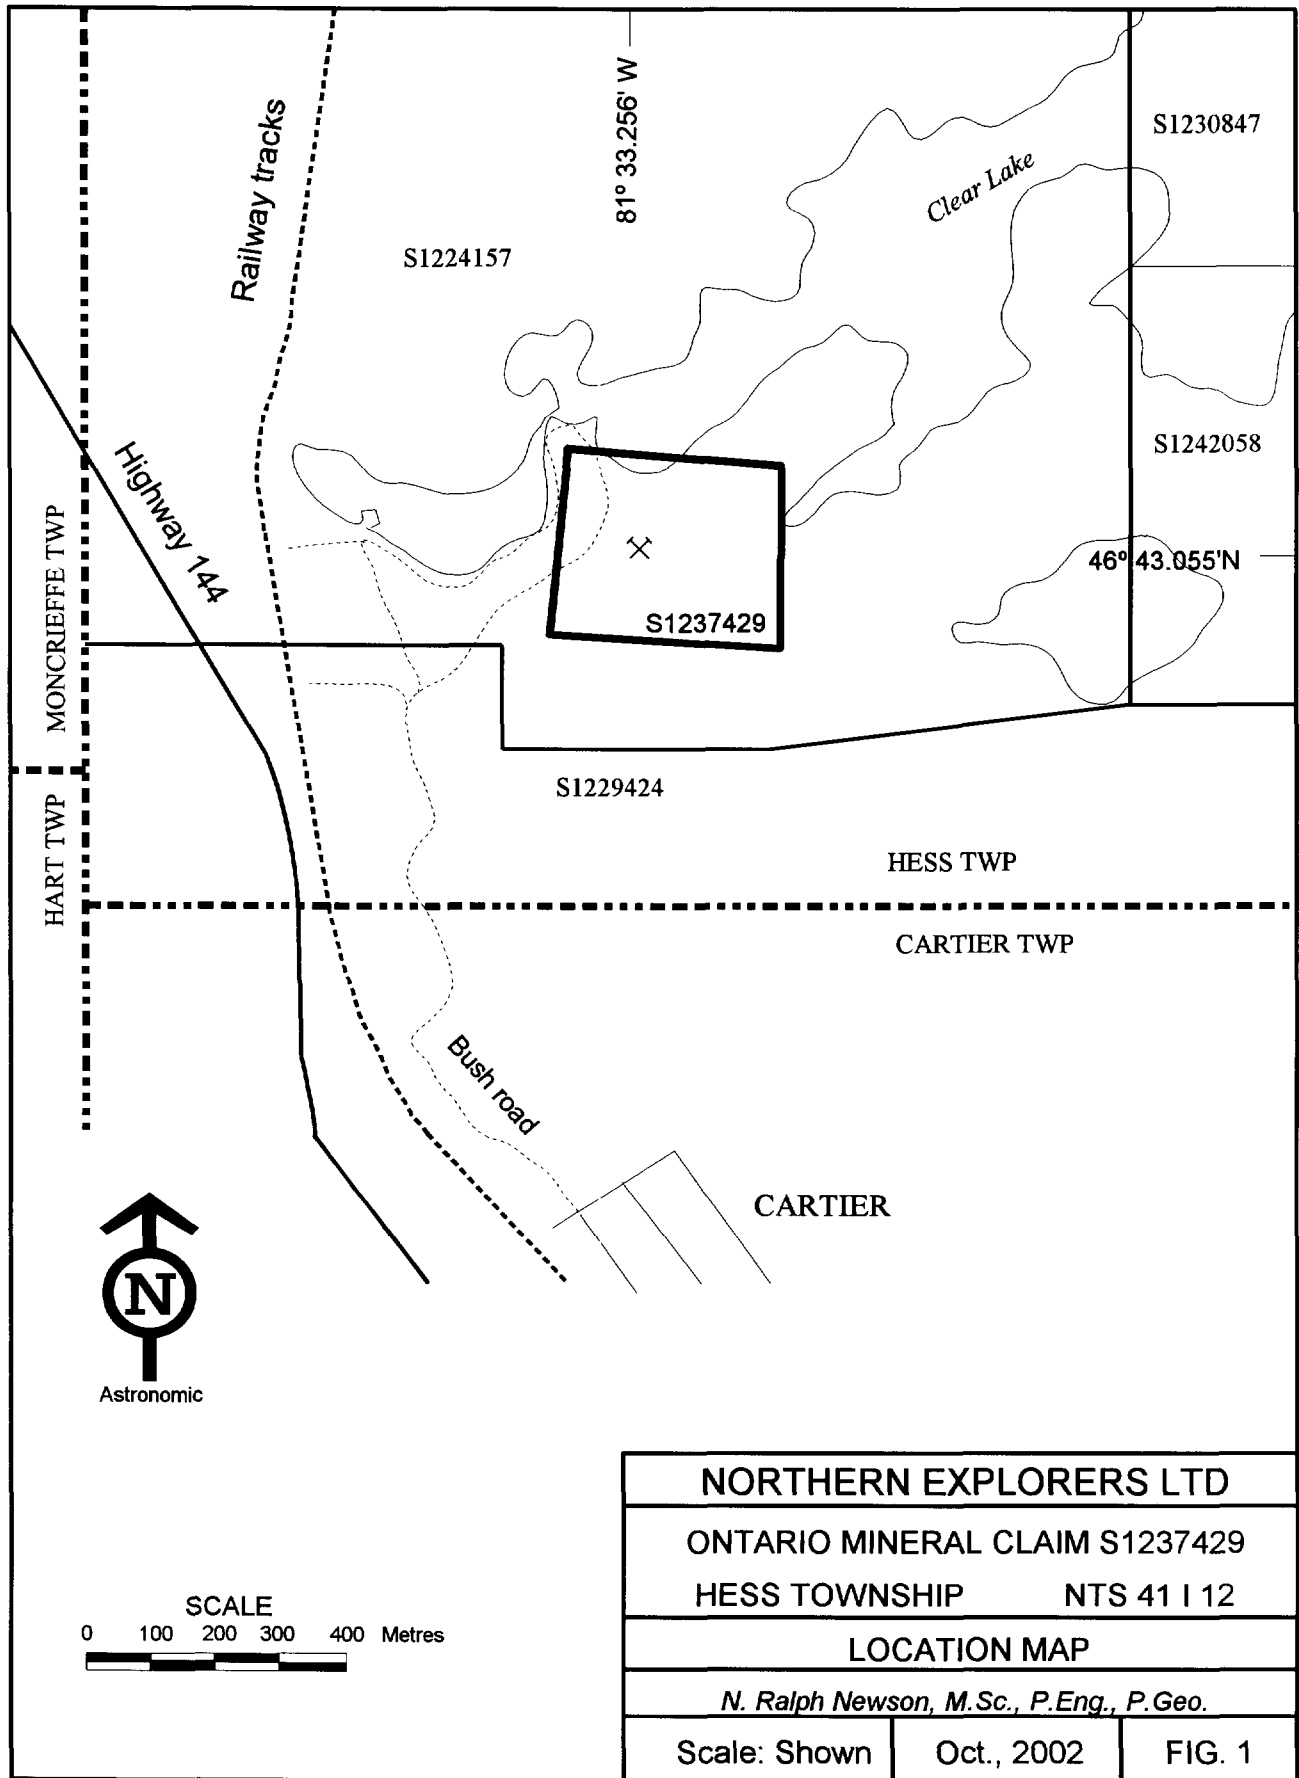 81° 33.256' W
S1230847
Railway tracks
Clear Lake
S1224157
Highway 144
S1242058
MONCRIEFFE TWP
46° 43.055'N
S1237429
S1229424
HART TWP
HESS TWP
CARTIER TWP
Bush road
CARTIER
N
Astronomic
NORTHERN EXPLORERS LTD
ONTARIO MINERAL CLAIM S1237429
HESS TOWNSHIP NTS 41 I 12
SCALE
0 100 200 300 400 Metres
LOCATION MAP
N. Ralph Newson, M.Sc., P.Eng., P.Geo.
Scale: Shown Oct., 2002 FIG. 1